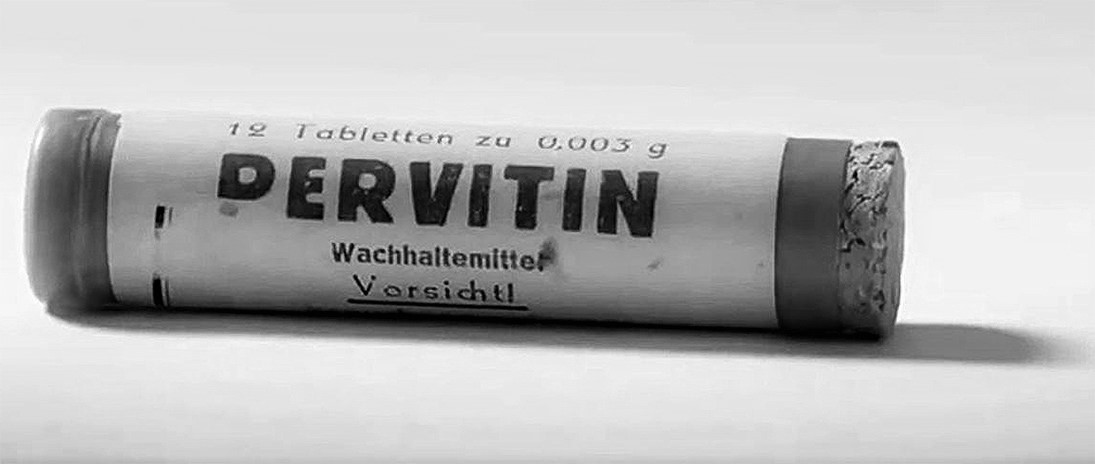 12 Tabletten zu 0,003 g
PERVITIN
Wachhaltemittel
Vorsicht!